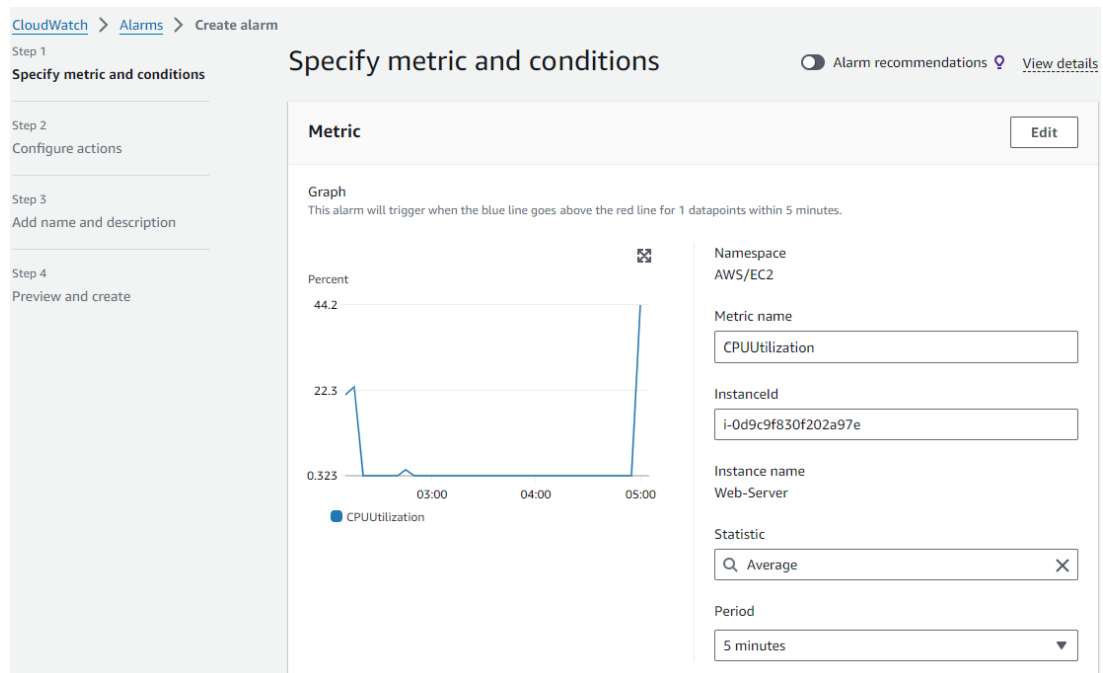 CloudWatch > Alarms > Create alarm
Step 1
Specify metric and conditions
Step 2
Configure actions
Step 3
Add name and description
Step 4
Preview and create
Specify metric and conditions
Alarm recommendations View details
Metric
Edit
Graph
This alarm will trigger when the blue line goes above the red line for 1 datapoints within 5 minutes.
Percent
44.2
22.3
0.323
03:00 04:00 05:00
CPUUtilization
Namespace
AWS/EC2
Metric name
CPUUtilization
InstanceId
i-0d9c9f830f202a97e
Instance name
Web-Server
Statistic
Average
Period
5 minutes